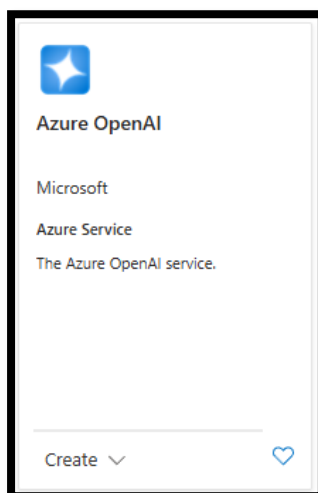 Azure OpenAI
Microsoft
Azure Service
The Azure OpenAI service.
Create